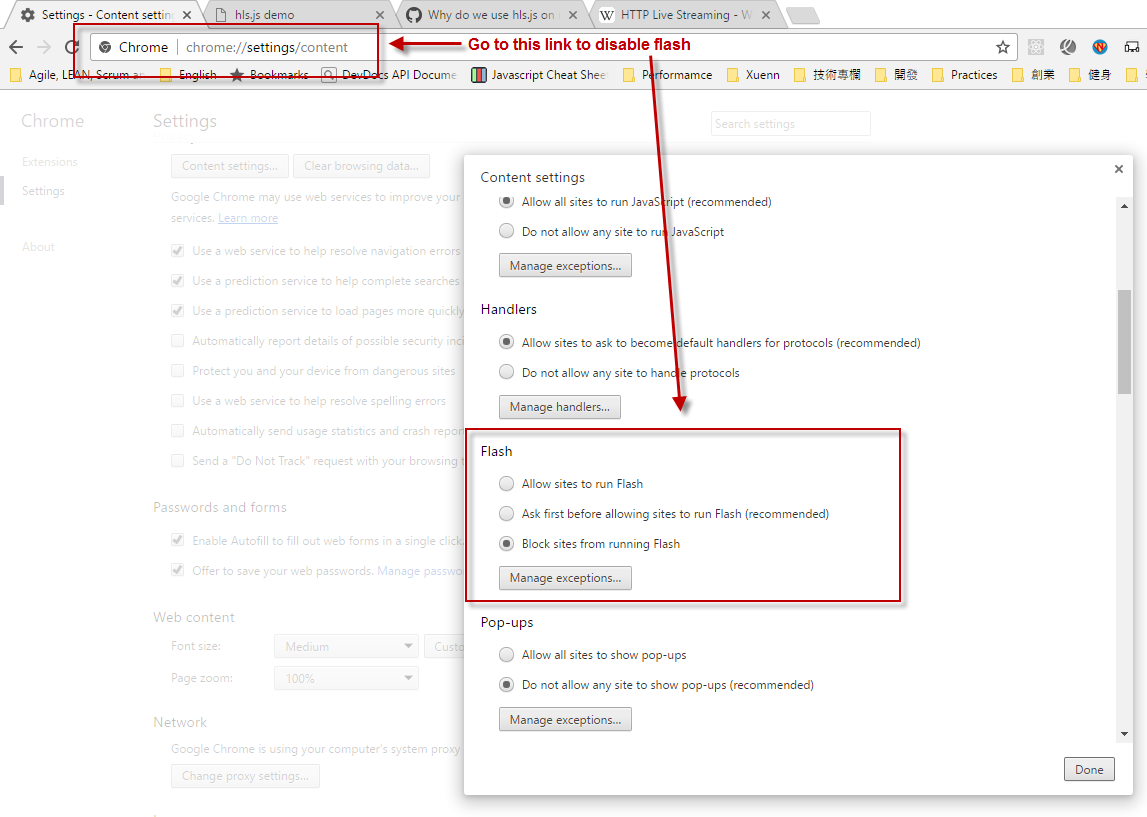 Settings - Content settin
hls.js demo
Why do we use hls.js on
HTTP Live Streaming - W
Chrome
chrome://settings/content
Go to this link to disable flash
Agile, LEAN, Scrum a
English
Bookmarks
DevDocs API Docume
Javascript Cheat Shee
Performamce
Xuenn
技術專欄
開發
Practices
創業
健身
Chrome
Settings
Search settings
Extensions
Settings
About
Content settings...
Clear browsing data...
Google Chrome may use web services to improve your
services. Learn more
Use a web service to help resolve navigation errors
Use a prediction service to help complete searches
Use a prediction service to load pages more quickly
Automatically report details of possible security inci
Protect you and your device from dangerous sites
Use a web service to help resolve spelling errors
Automatically send usage statistics and crash repor
Send a "Do Not Track" request with your browsing t
Passwords and forms
Enable Autofill to fill out web forms in a single click.
Offer to save your web passwords. Manage passwo
Web content
Font size:
Medium
Custo
Page zoom:
100%
Network
Google Chrome is using your computer's system proxy
Change proxy settings...
Content settings
Allow all sites to run JavaScript (recommended)
Do not allow any site to run JavaScript
Manage exceptions...
Handlers
Allow sites to ask to become default handlers for protocols (recommended)
Do not allow any site to handle protocols
Manage handlers...
Flash
Allow sites to run Flash
Ask first before allowing sites to run Flash (recommended)
Block sites from running Flash
Manage exceptions...
Pop-ups
Allow all sites to show pop-ups
Do not allow any site to show pop-ups (recommended)
Manage exceptions...
Done